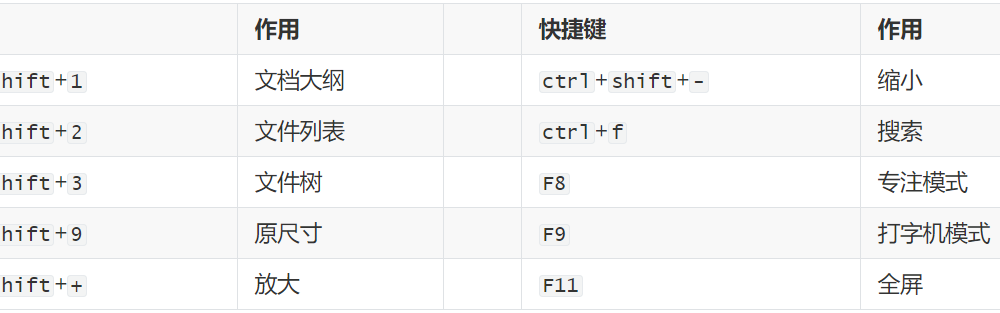 作用 快捷键 作用
hift+1 文档大纲 ctrl+shift+- 缩小
hift+2 文件列表 ctrl+f 搜索
hift+3 文件树 F8 专注模式
hift+9 原尺寸 F9 打字机模式
hift++ 放大 F11 全屏